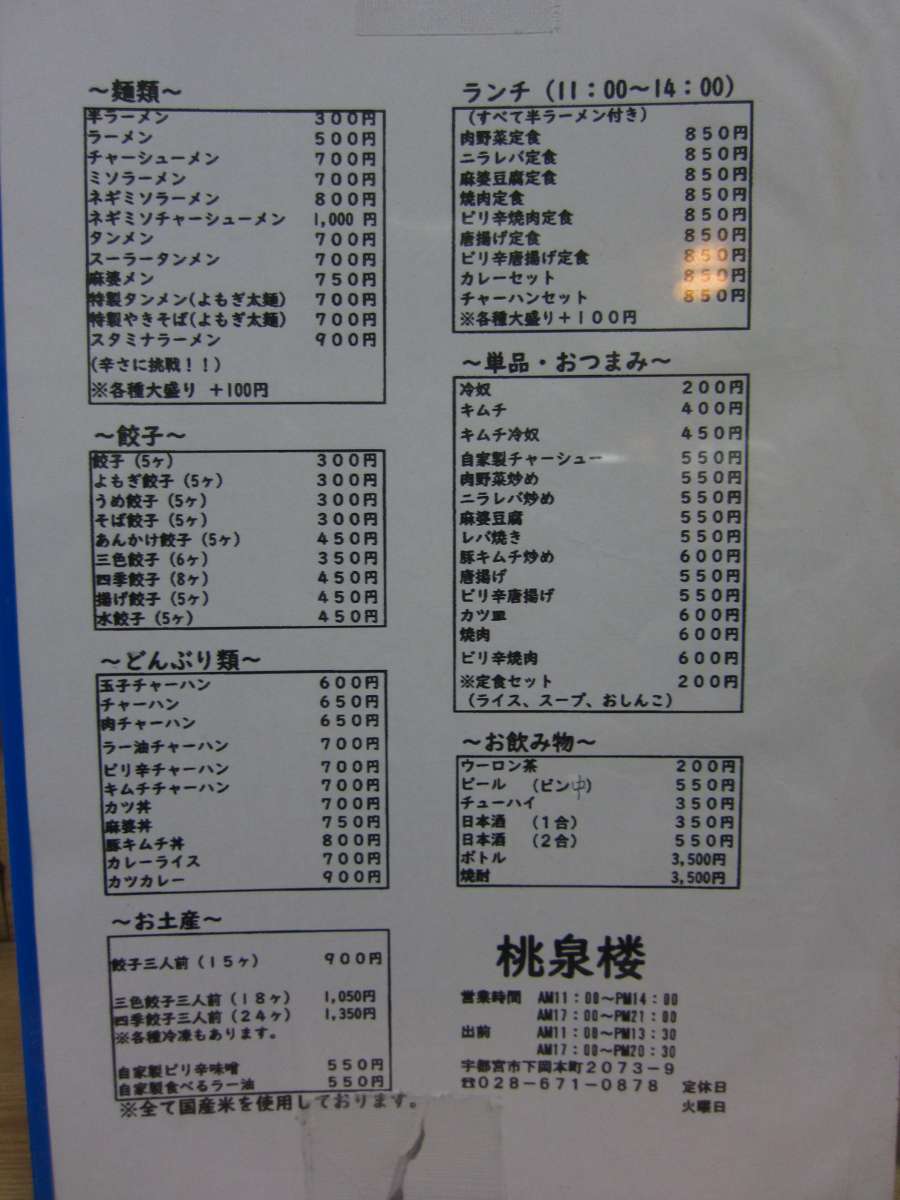 ～麺類～
半ラーメン 300円
ラーメン 500円
チャーシューメン 700円
ミソラーメン 700円
ネギミソラーメン 800円
ネギミソチャーシューメン 1,000円
タンメン 700円
スーラータンメン 700円
麻婆メン 750円
特製タンメン(よもぎ太麺) 700円
特製やきそば(よもぎ太麺) 700円
スタミナラーメン 900円
(辛さに挑戦！！)
※各種大盛り +100円
～餃子～
餃子(5ヶ) 300円
よもぎ餃子(5ヶ) 300円
うめ餃子(5ヶ) 300円
そば餃子(5ヶ) 300円
あんかけ餃子(5ヶ) 450円
三色餃子(6ヶ) 350円
四季餃子(8ヶ) 450円
揚げ餃子(5ヶ) 450円
水餃子(5ヶ) 450円
～どんぶり類～
玉子チャーハン 600円
チャーハン 650円
肉チャーハン 650円
ラー油チャーハン 700円
ピリ辛チャーハン 700円
キムチチャーハン 700円
カツ丼 700円
麻婆丼 750円
豚キムチ丼 800円
カレーライス 700円
カツカレー 900円
～お土産～
餃子三人前(15ヶ) 900円
三色餃子三人前(18ヶ) 1,050円
四季餃子三人前(24ヶ) 1,350円
※各種冷凍もあります。
自家製ピリ辛味噌 550円
自家製食べるラー油 550円
※全て国産米を使用しております。
ランチ(11：00～14：00)
(すべて半ラーメン付き)
肉野菜定食 850円
ニラレバ定食 850円
麻婆豆腐定食 850円
焼肉定食 850円
ピリ辛焼肉定食 850円
唐揚げ定食 850円
ピリ辛唐揚げ定食 850円
カレーセット 850円
チャーハンセット 850円
※各種大盛り+100円
～単品・おつまみ～
冷奴 200円
キムチ 400円
キムチ冷奴 450円
自家製チャーシュー 550円
肉野菜炒め 550円
ニラレバ炒め 550円
麻婆豆腐 550円
レバ焼き 550円
豚キムチ炒め 600円
唐揚げ 550円
ピリ辛唐揚げ 550円
カツ皿 600円
焼肉 600円
ピリ辛焼肉 600円
※定食セット 200円
(ライス、スープ、おしんこ)
～お飲み物～
ウーロン茶 200円
ビール (ビン中) 550円
チューハイ 350円
日本酒 (1合) 350円
日本酒 (2合) 550円
ボトル 3,500円
焼酎 3,500円
桃泉楼
営業時間 AM11：00～PM14：00
AM17：00～PM21：00
出前 AM11：00～PM13：30
AM17：00～PM20：30
宇都宮市下岡本町2073-9
☎028-671-0878 定休日
火曜日